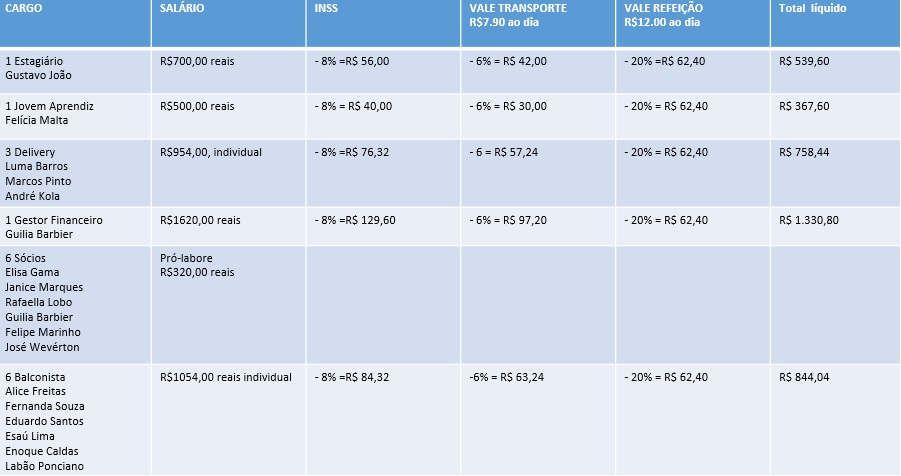 CARGO
SALÁRIO
INSS
VALE TRANSPORTE
R$7.90 ao dia
VALE REFEIÇÃO
R$12.00 ao dia
Total líquido
1 Estagiário
Gustavo João
R$700,00 reais
- 8% =R$ 56,00
- 6% = R$ 42,00
- 20% =R$ 62,40
R$ 539,60
1 Jovem Aprendiz
Felícia Malta
R$500,00 reais
- 8% = R$ 40,00
- 6% = R$ 30,00
- 20% = R$ 62,40
R$ 367,60
3 Delivery
Luma Barros
Marcos Pinto
André Kola
R$954,00, individual
- 8% =R$ 76,32
- 6 = R$ 57,24
- 20% = R$ 62,40
R$ 758,44
1 Gestor Financeiro
Guilia Barbier
R$1620,00 reais
- 8% =R$ 129,60
- 6% = R$ 97,20
- 20% = R$ 62,40
R$ 1.330,80
6 Sócios
Elisa Gama
Janice Marques
Rafaella Lobo
Guilia Barbier
Felipe Marinho
José Wevérton
Pró-labore
R$320,00 reais
6 Balconista
Alice Freitas
Fernanda Souza
Eduardo Santos
Esaú Lima
Enoque Caldas
Labão Ponciano
R$1054,00 reais individual
- 8% =R$ 84,32
-6% = R$ 63,24
- 20% = R$ 62,40
R$ 844,04